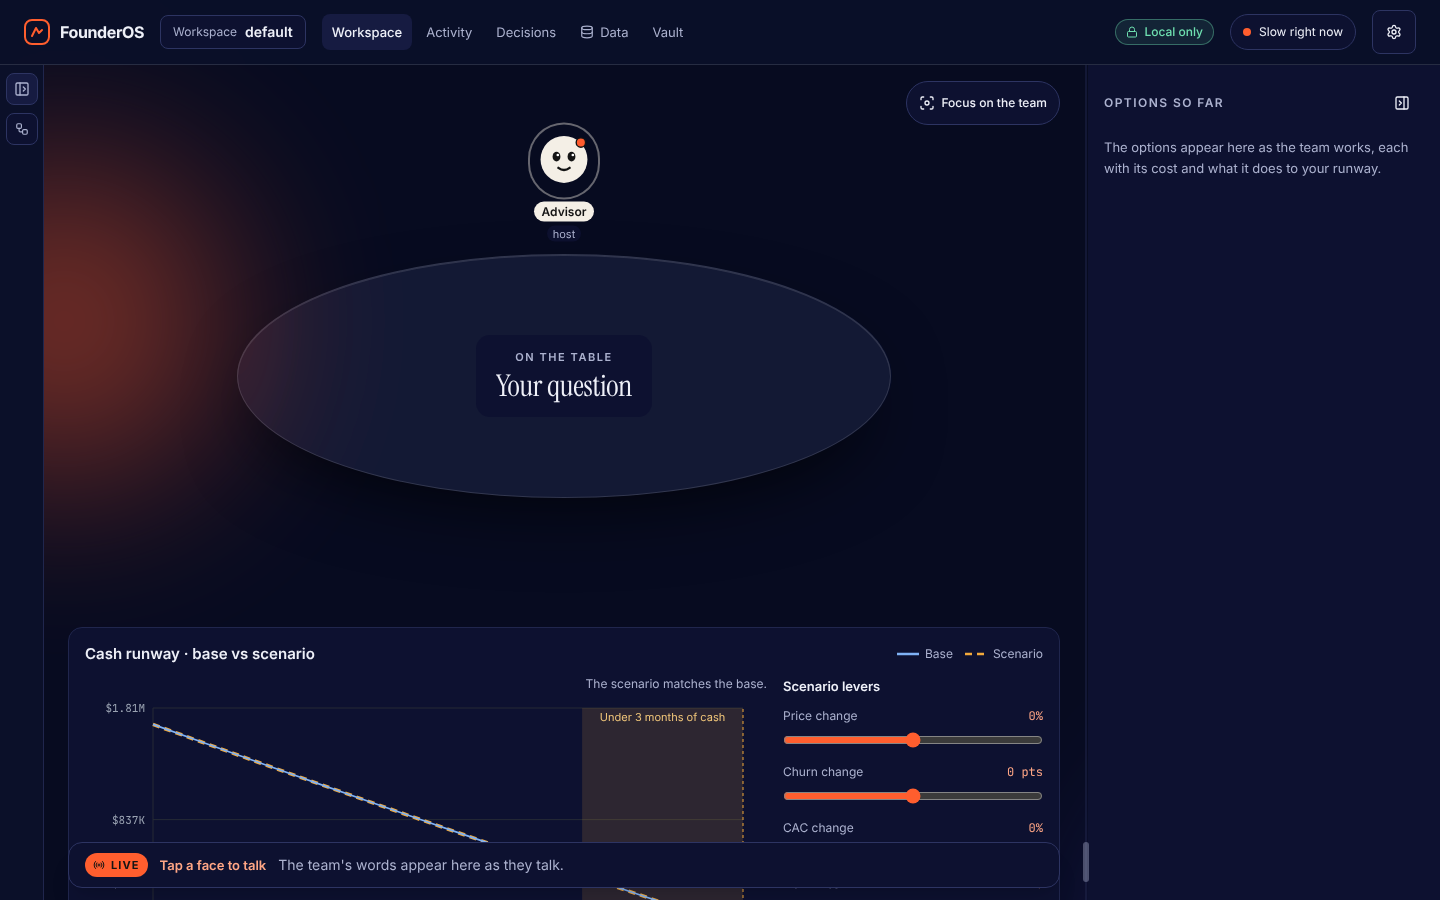 FounderOS
Workspace default
Workspace
Activity
Decisions
Data
Vault
Local only
Slow right now
Focus on the team
OPTIONS SO FAR
The options appear here as the team works, each
with its cost and what it does to your runway.
Advisor
host
ON THE TABLE
Your question
Cash runway · base vs scenario
Base
Scenario
The scenario matches the base.
Under 3 months of cash
$1.81M
$837K
Scenario levers
Price change 0%
Churn change 0 pts
CAC change 0%
LIVE
Tap a face to talk
The team's words appear here as they talk.